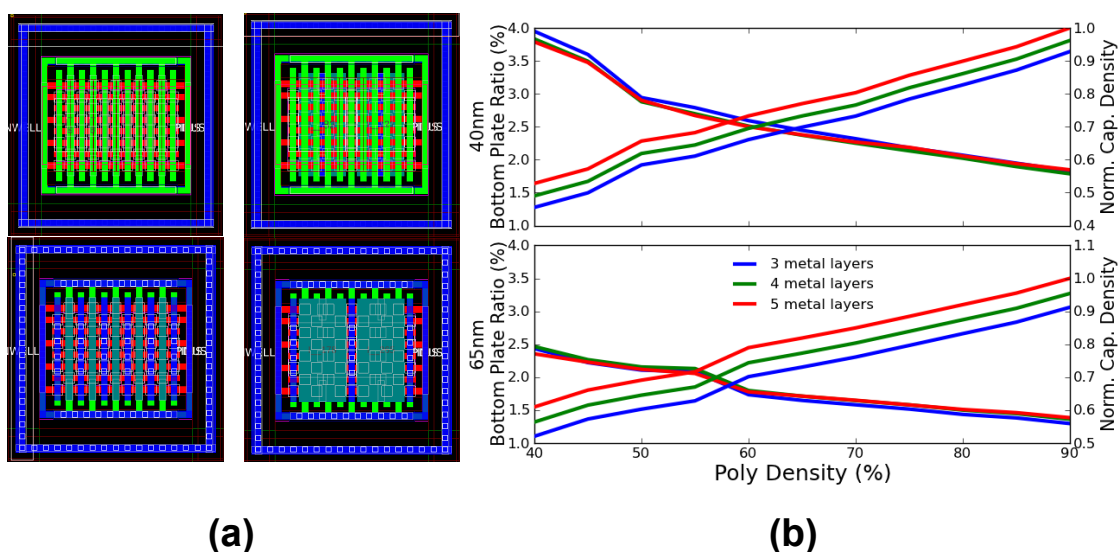 40nm
Bottom Plate Ratio (%)
4.0
3.5
3.0
2.5
2.0
1.5
1.0
1.0
0.9
0.8
0.7
0.6
0.5
0.4
Norm. Cap. Density
65nm
Bottom Plate Ratio (%)
4.0
3.5
3.0
2.5
2.0
1.5
1.0
3 metal layers
4 metal layers
5 metal layers
1.1
1.0
0.9
0.8
0.7
0.6
0.5
Norm. Cap. Density
40 50 60 70 80 90
Poly Density (%)
(a)
(b)